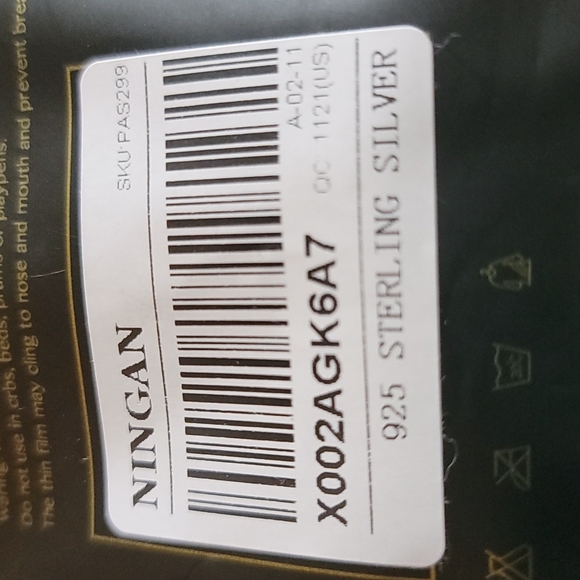 Do not use in cribs, beds, prams or playpens.
The thin film may cling to nose and mouth and prevent
NINGAN
SKU:PAS299
A-02-11
X002AGK6A7
QC 1121(US)
925 STERLING SILVER